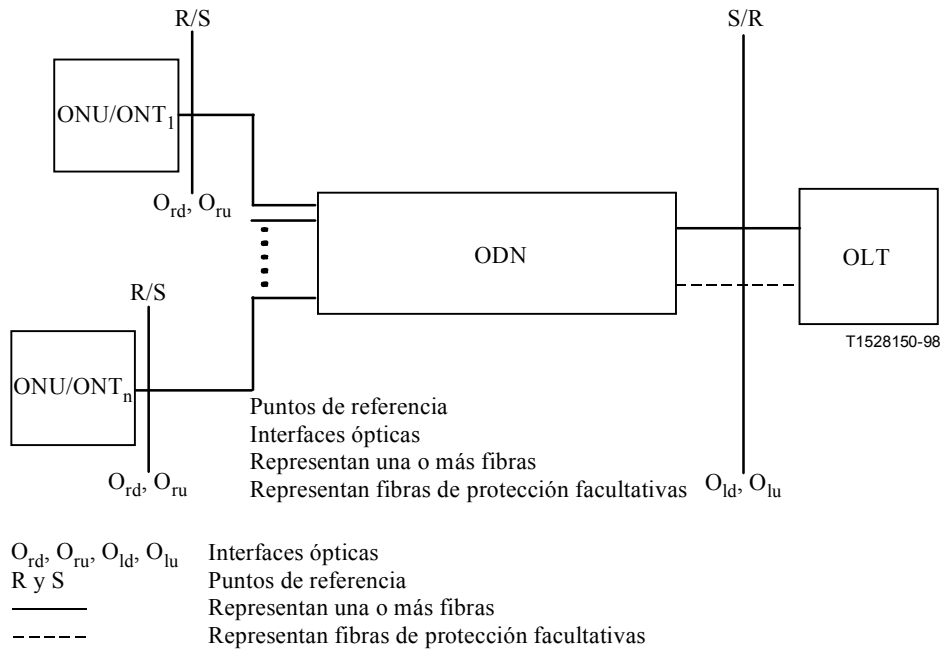 R/S
S/R
ONU/ONT1
Ord, Oru
ODN
OLT
R/S
T1528150-98
ONU/ONTn
Puntos de referencia
Interfaces ópticas
Representan una o más fibras
Representan fibras de protección facultativas
Ord, Oru
Old, Olu
Ord, Oru, Old, Olu Interfaces ópticas
R y S Puntos de referencia
Representan una o más fibras
Representan fibras de protección facultativas